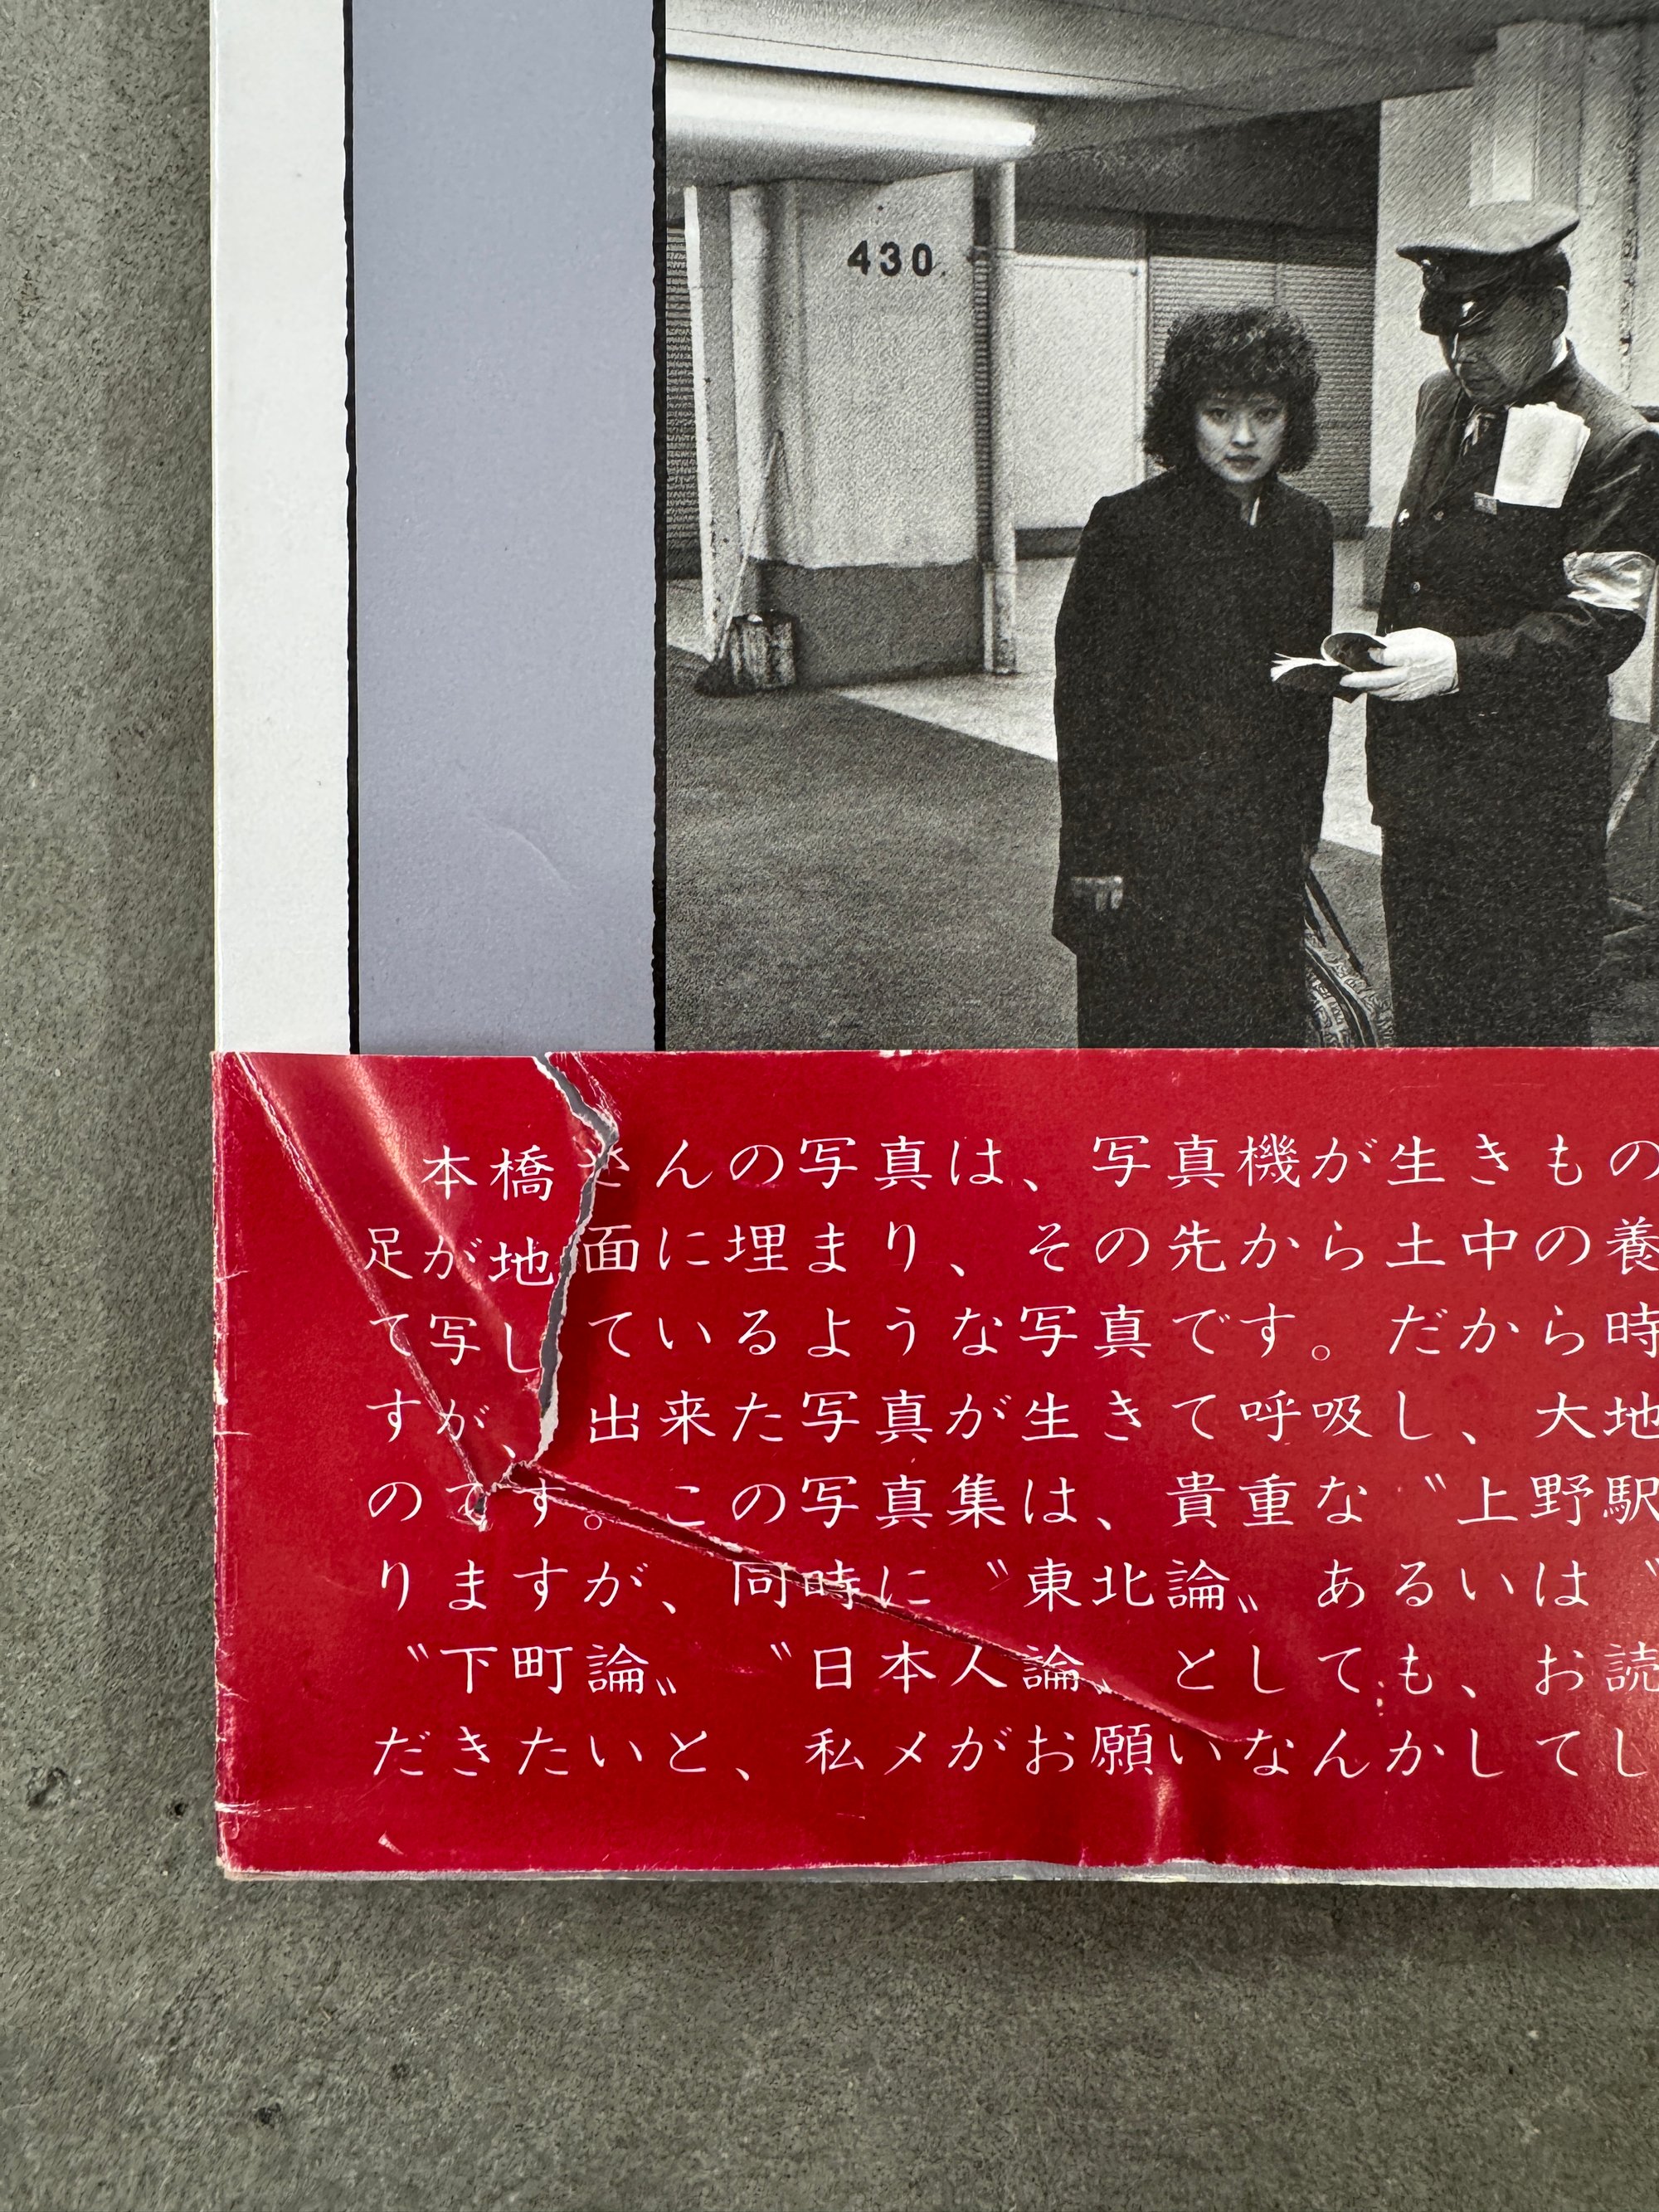 430.
本橋さんの写真は、写真機が生きもの
足が地面に埋まり、その先から土中の養
て写しているような写真です。だから時
すが、出来た写真が生きて呼吸し、大地
のです。この写真集は、貴重な〝上野駅
りますが、同時に〝東北論〟あるいは〝
〝下町論〟〝日本人論〟としても、お読
だきたいと、私メがお願いなんかしてし